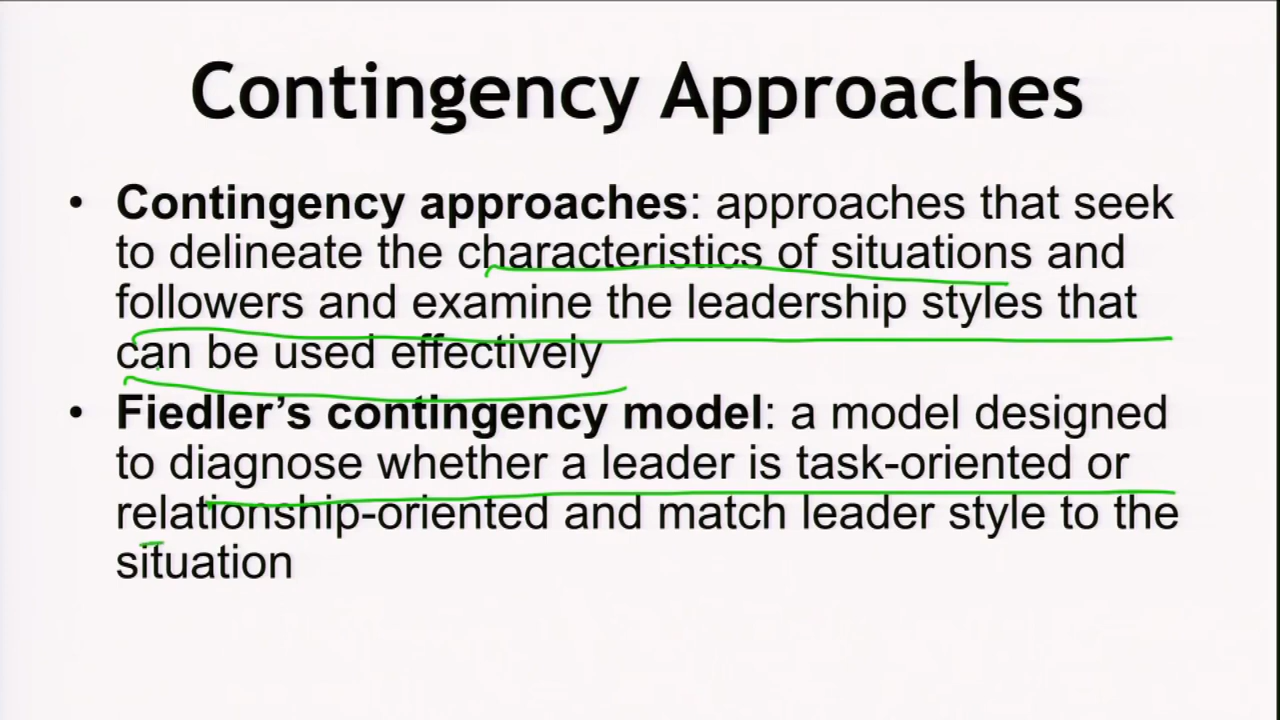 Contingency Approaches
• Contingency approaches: approaches that seek
to delineate the characteristics of situations and
followers and examine the leadership styles that
can be used effectively
• Fiedler’s contingency model: a model designed
to diagnose whether a leader is task-oriented or
relationship-oriented and match leader style to the
situation